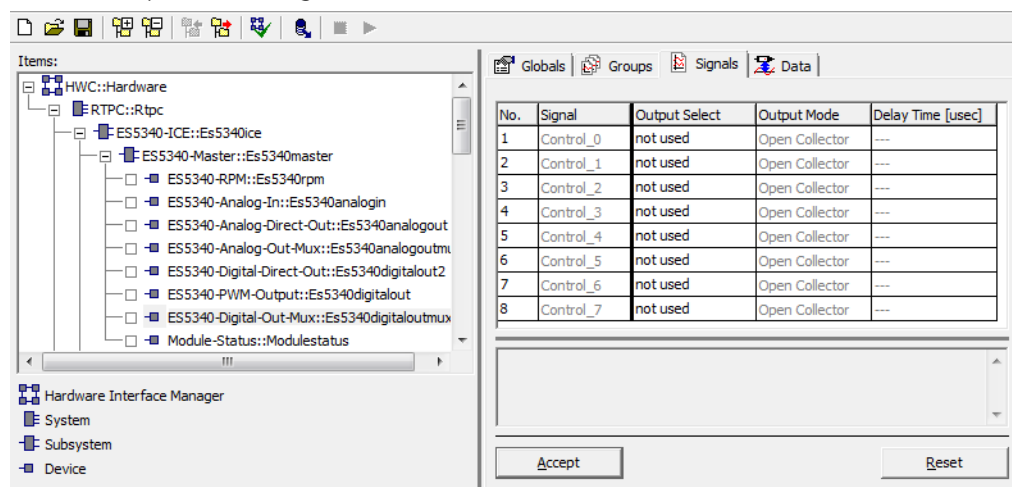 Items:
HWC::Hardware
RTPC::Rtpc
ES5340-ICE::Es5340ice
ES5340-Master::Es5340master
ES5340-RPM::Es5340rpm
ES5340-Analog-In::Es5340analogin
ES5340-Analog-Direct-Out::Es5340analogout
ES5340-Analog-Out-Mux::Es5340analogoutmu
ES5340-Digital-Direct-Out::Es5340digitalout2
ES5340-PWM-Output::Es5340digitalout
ES5340-Digital-Out-Mux::Es5340digitaloutmux
Module-Status::Modulestatus
Hardware Interface Manager
System
Subsystem
Device
Globals Groups Signals Data
No. Signal Output Select Output Mode Delay Time [usec]
1 Control_0 not used Open Collector ---
2 Control_1 not used Open Collector ---
3 Control_2 not used Open Collector ---
4 Control_3 not used Open Collector ---
5 Control_4 not used Open Collector ---
6 Control_5 not used Open Collector ---
7 Control_6 not used Open Collector ---
8 Control_7 not used Open Collector ---
Accept Reset